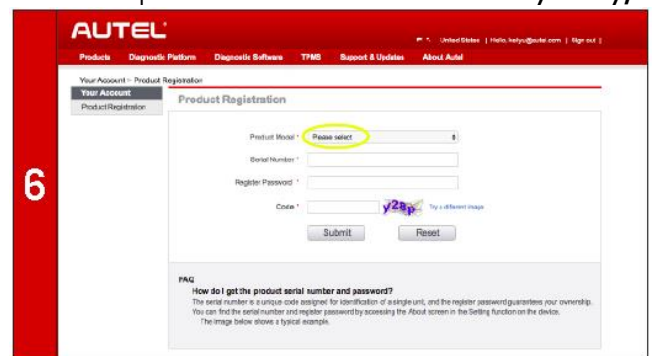 AUTEL
United States | Hello, kelyu@autel.com | Sign out |
Products Diagnostic Platform Diagnostic Software TPMS Support & Updates About Autel
Your Account > Product Registration
Your Account
Product Registration
Product Registration
Product Model * Please select
Serial Number *
Register Password *
Code * y2ap Try a different image
Submit Reset
6
FAQ
How do I get the product serial number and password?
The serial number is a unique code assigned for identification of a single unit, and the register password guarantees your ownership.
You can find the serial number and register password by accessing the About screen in the Setting function on the device.
The image below shows a typical example.